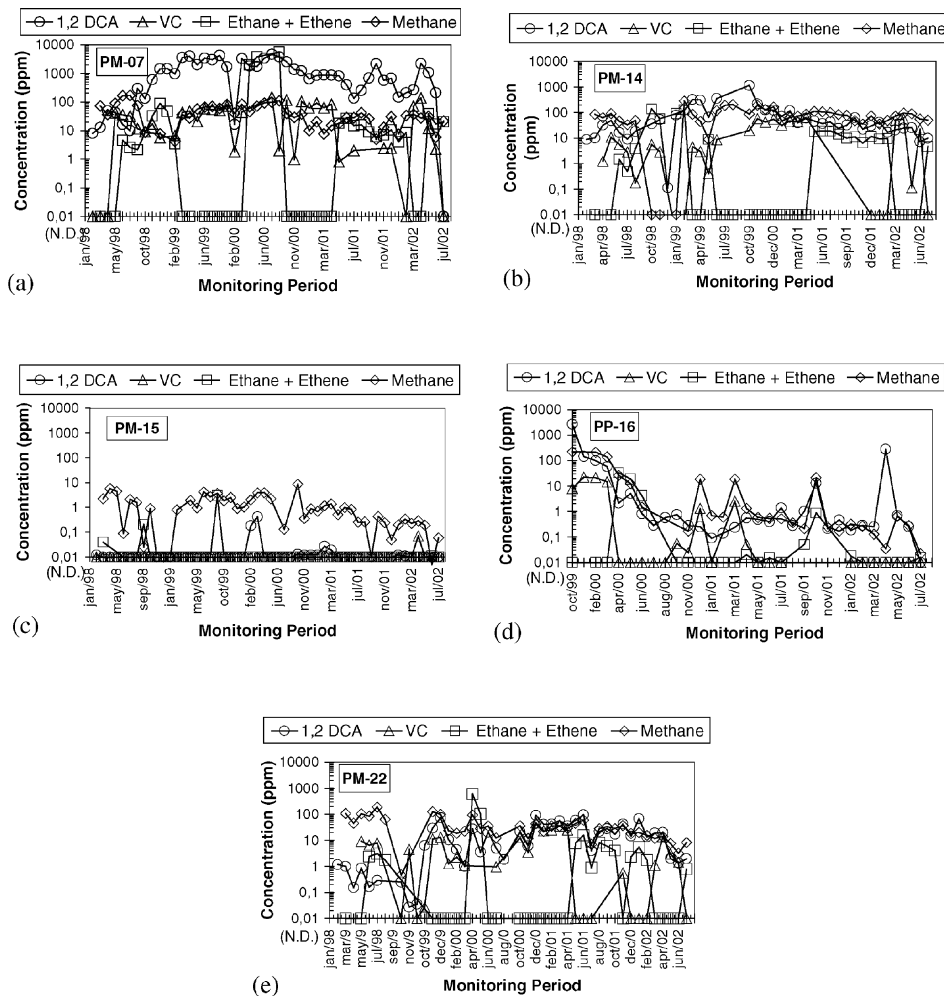 1,2 DCA VC Ethane + Ethene Methane
PM-07
Concentration (ppm)
10000
1000
100
10
1
0,1
0,01
(N.D.)
jan/98 may/98 oct/98 feb/99 jun/99 oct/99 feb/00 jun/00 nov/00 mar/01 jul/01 nov/01 mar/02 jul/02
Monitoring Period
(a)
1,2 DCA VC Ethane + Ethene Methane
PM-14
Concentration
(ppm)
10000
1000
100
10
1
0,1
0,01
(N.D.)
jan/98 apr/98 jul/98 oct/98 jan/99 apr/99 jul/99 oct/99 dec/00 mar/01 jun/01 sep/01 dec/01 mar/02 jun/02
Monitoring Period
(b)
1,2 DCA VC Ethane + Ethene Methane
PM-15
Concentration (ppm)
10000
1000
100
10
1
0,1
0,01
(N.D.)
jan/98 may/98 sep/98 jan/99 may/99 oct/99 feb/00 jun/00 nov/00 mar/01 jul/01 nov/01 mar/02 jul/02
Monitoring Period
(c)
1,2 DCA VC Ethane + Ethene Methane
PP-16
Concentration (ppm)
10000
1000
100
10
1
0,1
0,01
(N.D.)
oct/99 feb/00 apr/00 jun/00 aug/00 nov/00 jan/01 mar/01 may/01 jul/01 sep/01 nov/01 jan/02 mar/02 may/02 jul/02
Monitoring Period
(d)
1,2 DCA VC Ethane + Ethene Methane
PM-22
Concentration (ppm)
10000
1000
100
10
1
0,1
0,01
(N.D.)
jan/98 mar/9 may/9 jul/98 sep/9 nov/9 oct/99 dec/9 feb/00 apr/00 jun/00 aug/0 oct/00 dec/0 feb/01 apr/01 jun/01 aug/0 oct/01 dec/0 feb/02 apr/02 jun/02
Monitoring Period
(e)